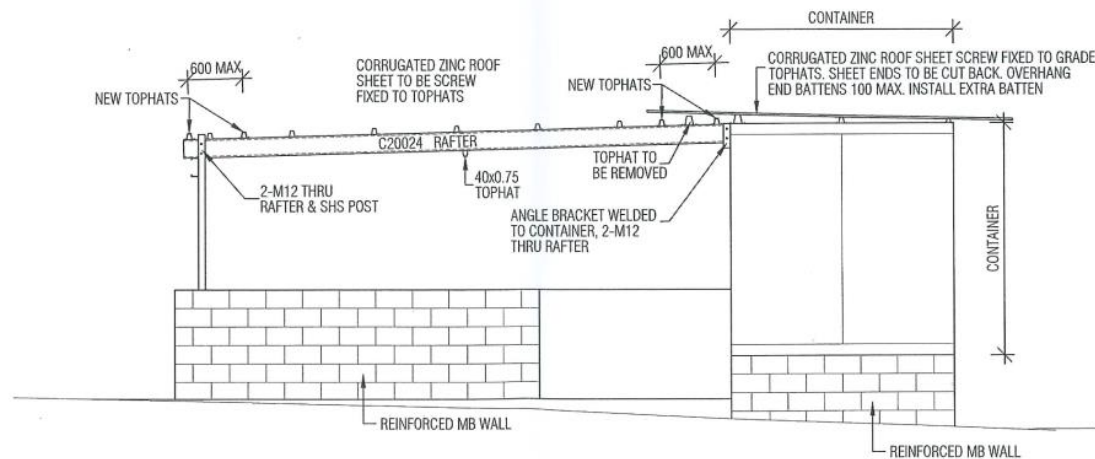 CONTAINER
600 MAX
CORRUGATED ZINC ROOF
SHEET TO BE SCREW
FIXED TO TOPHATS
600 MAX
CORRUGATED ZINC ROOF SHEET SCREW FIXED TO GRADE
TOPHATS. SHEET ENDS TO BE CUT BACK. OVERHANG
END BATTENS 100 MAX. INSTALL EXTRA BATTEN
NEW TOPHATS
NEW TOPHATS
C20024 RAFTER
TOPHAT TO
BE REMOVED
2-M12 THRU
RAFTER & SHS POST
40x0.75
TOPHAT
ANGLE BRACKET WELDED
TO CONTAINER, 2-M12
THRU RAFTER
CONTAINER
REINFORCED MB WALL
REINFORCED MB WALL